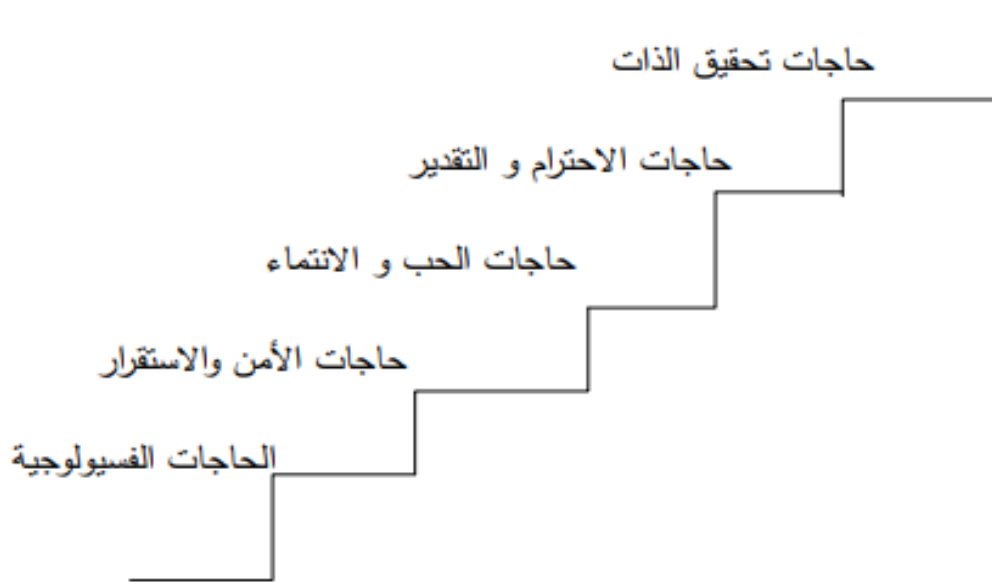 حاجات تحقيق الذات
حاجات الاحترام و التقدير
حاجات الحب و الانتماء
حاجات الأمن والاستقرار
الحاجات الفسيولوجية